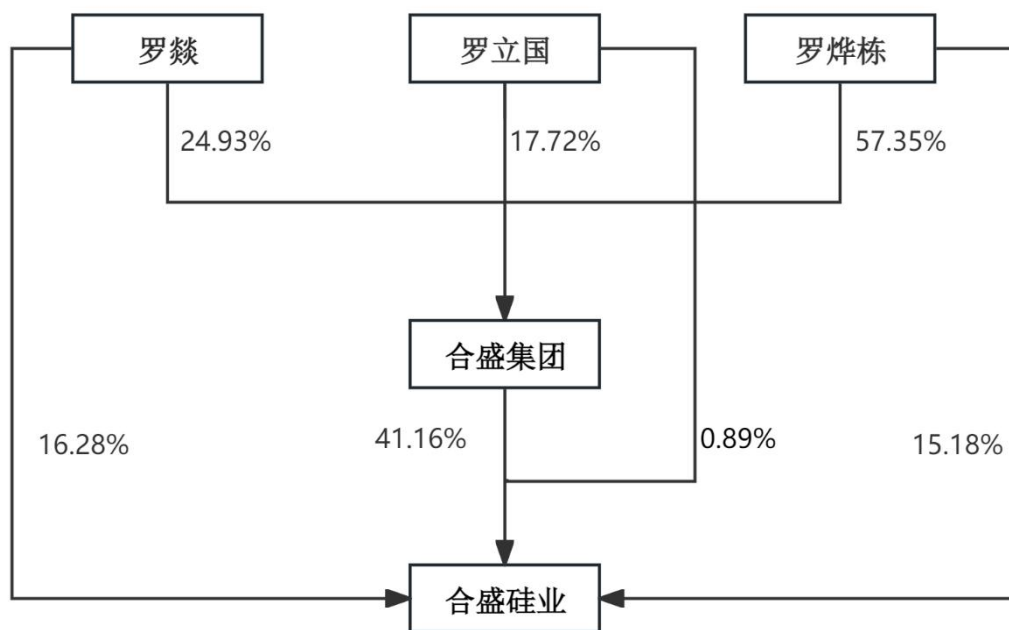 罗燚
罗立国
罗烨栋
24.93%
17.72%
57.35%
合盛集团
16.28%
41.16%
0.89%
15.18%
合盛硅业